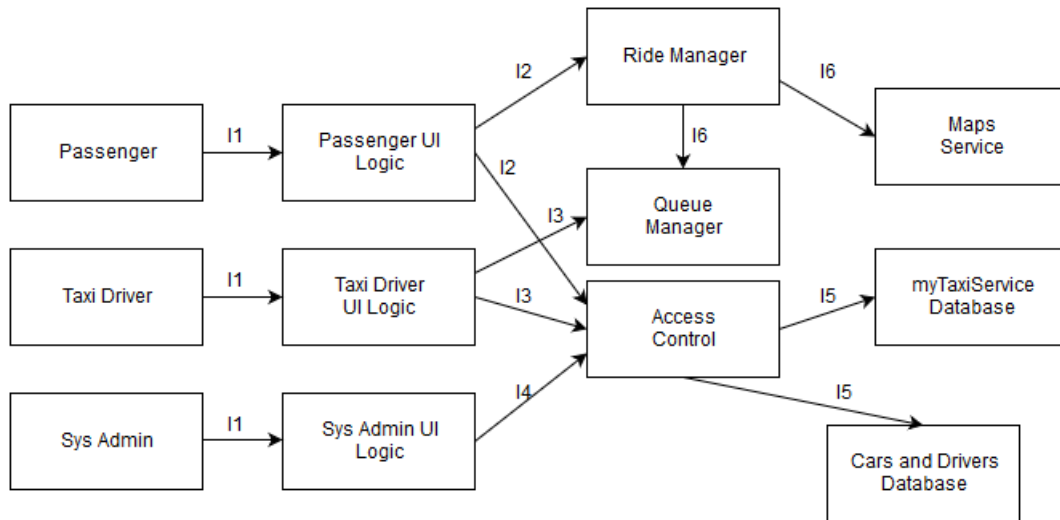 Ride Manager
I2
I6
Maps
Service
Passenger
I1
Passenger UI
Logic
I6
I2
Queue
Manager
I3
Taxi Driver
I1
Taxi Driver
UI Logic
I3
Access
Control
I5
myTaxiService
Database
Sys Admin
I1
Sys Admin UI
Logic
I4
I5
Cars and Drivers
Database